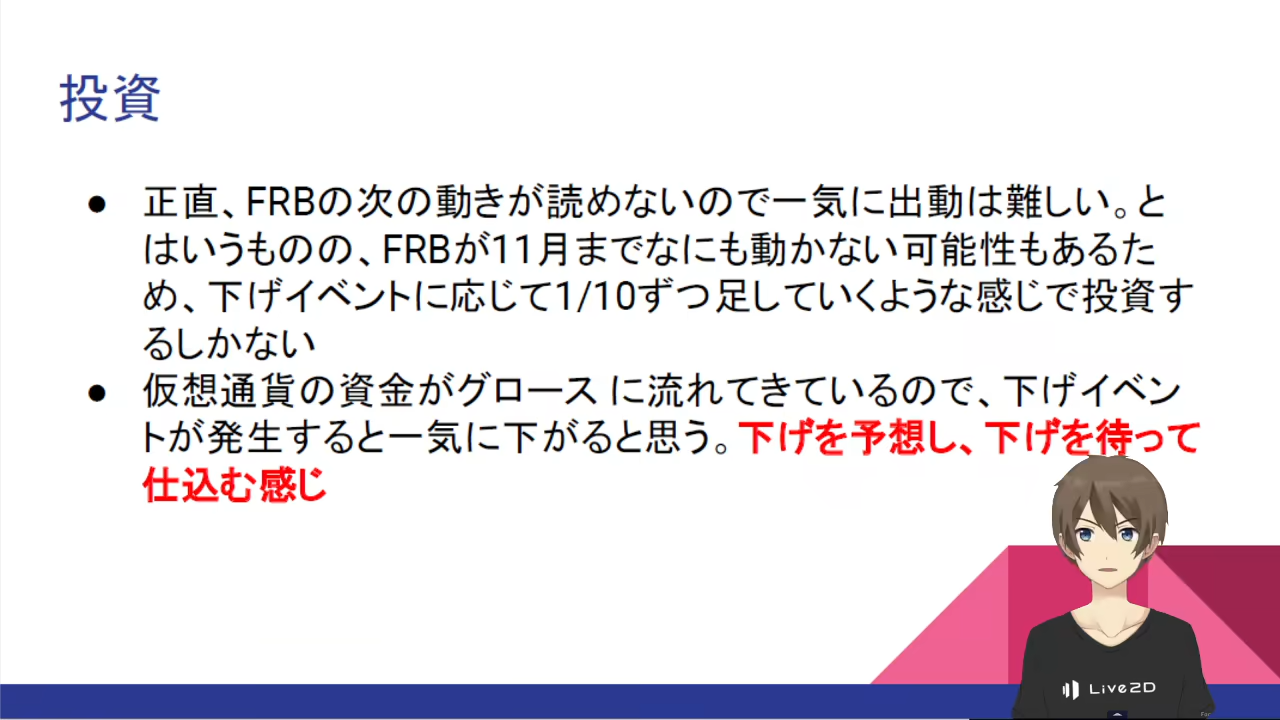 投資
● 正直、FRBの次の動きが読めないので一気に出動は難しい。と
はいうものの、FRBが11月までなにも動かない可能性もあるた
め、下げイベントに応じて1/10ずつ足していくような感じで投資す
るしかない
● 仮想通貨の資金がグロース に流れてきているので、下げイベン
トが発生すると一気に下がると思う。下げを予想し、下げを待って
仕込む感じ
Live2D